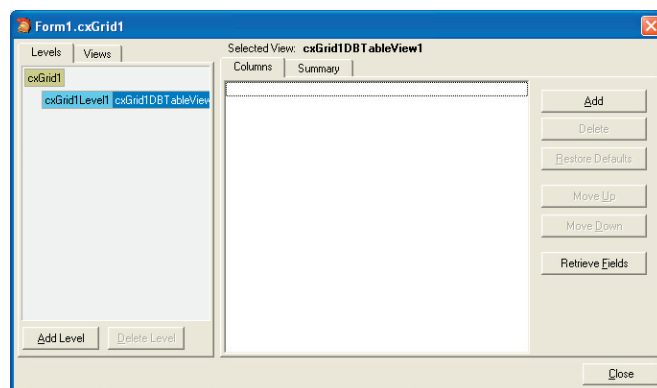 Form1.cxGrid1
Levels Views
cxGrid1
cxGrid1Level1 cxGrid1DBTableView
Add Level Delete Level
Selected View: cxGrid1DBTableView1
Columns Summary
Add
Delete
Restore Defaults
Move Up
Move Down
Retrieve Fields
Close